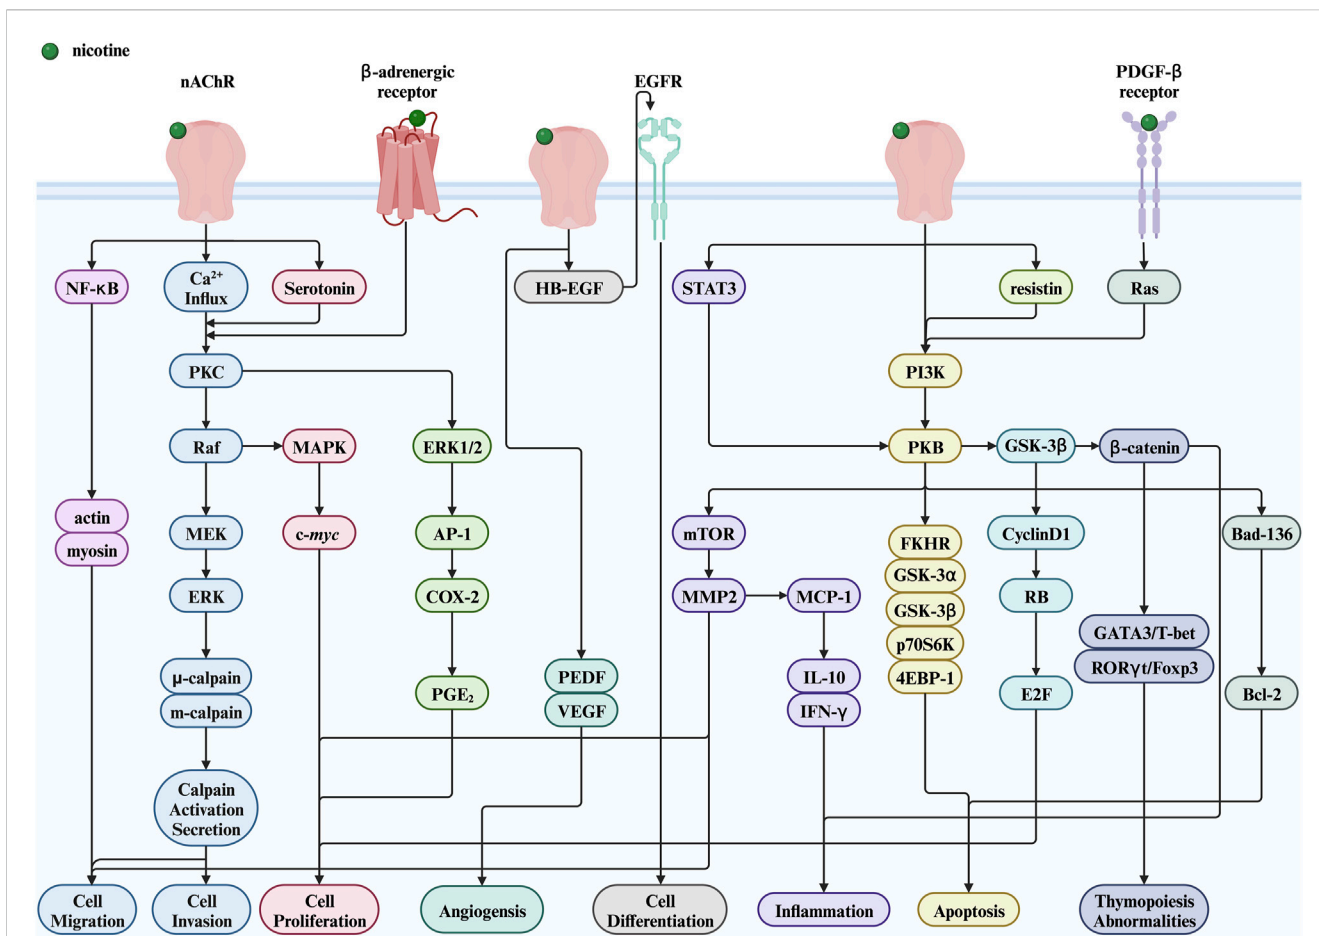 nicotine
nAChR
β-adrenergic
receptor
EGFR
PDGF-β
receptor
NF-κB
Ca²⁺
Influx
Serotonin
HB-EGF
STAT3
resistin
Ras
PKC
PI3K
Raf
MAPK
ERK1/2
PKB
GSK-3β
β-catenin
actin
myosin
MEK
c-myc
AP-1
mTOR
FKHR
GSK-3α
GSK-3β
p70S6K
4EBP-1
CyclinD1
Bad-136
ERK
COX-2
MMP2
MCP-1
RB
GATA3/T-bet
RORγt/Foxp3
μ-calpain
m-calpain
PGE₂
PEDF
VEGF
IL-10
IFN-γ
E2F
Bcl-2
Calpain
Activation
Secretion
Cell
Migration
Cell
Invasion
Cell
Proliferation
Angiogensis
Cell
Differentiation
Inflammation
Apoptosis
Thymopoiesis
Abnormalities